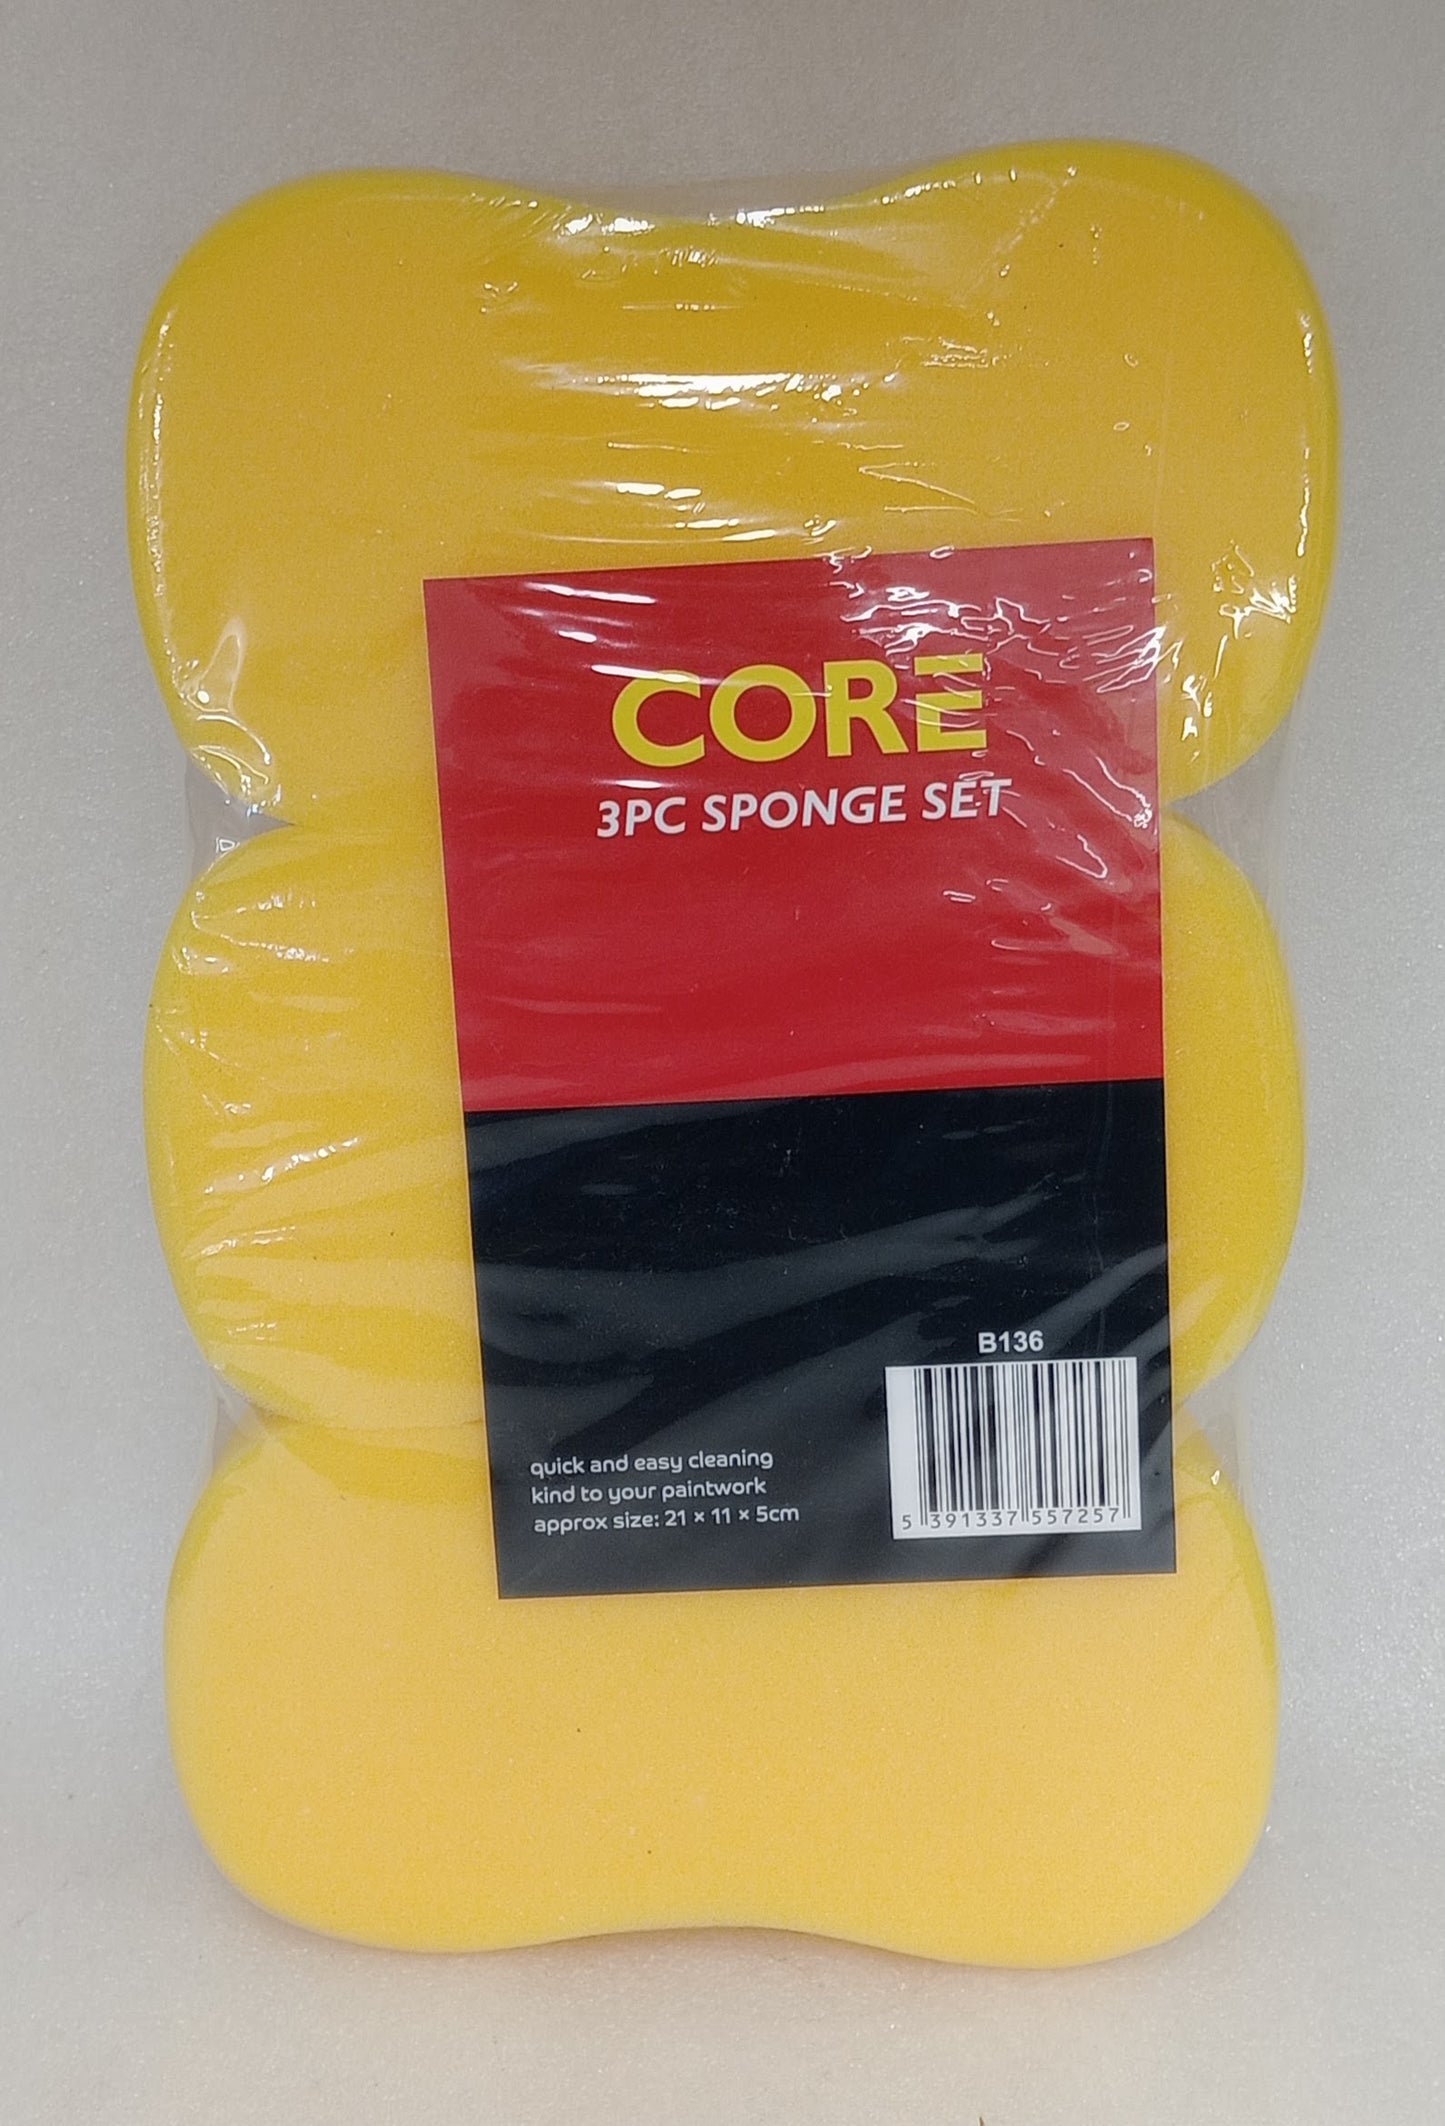 CORE
3PC SPONGE SET
B136
quick and easy cleaning
kind to your paintwork
approx size: 21 × 11 × 5cm
5 391337 557257